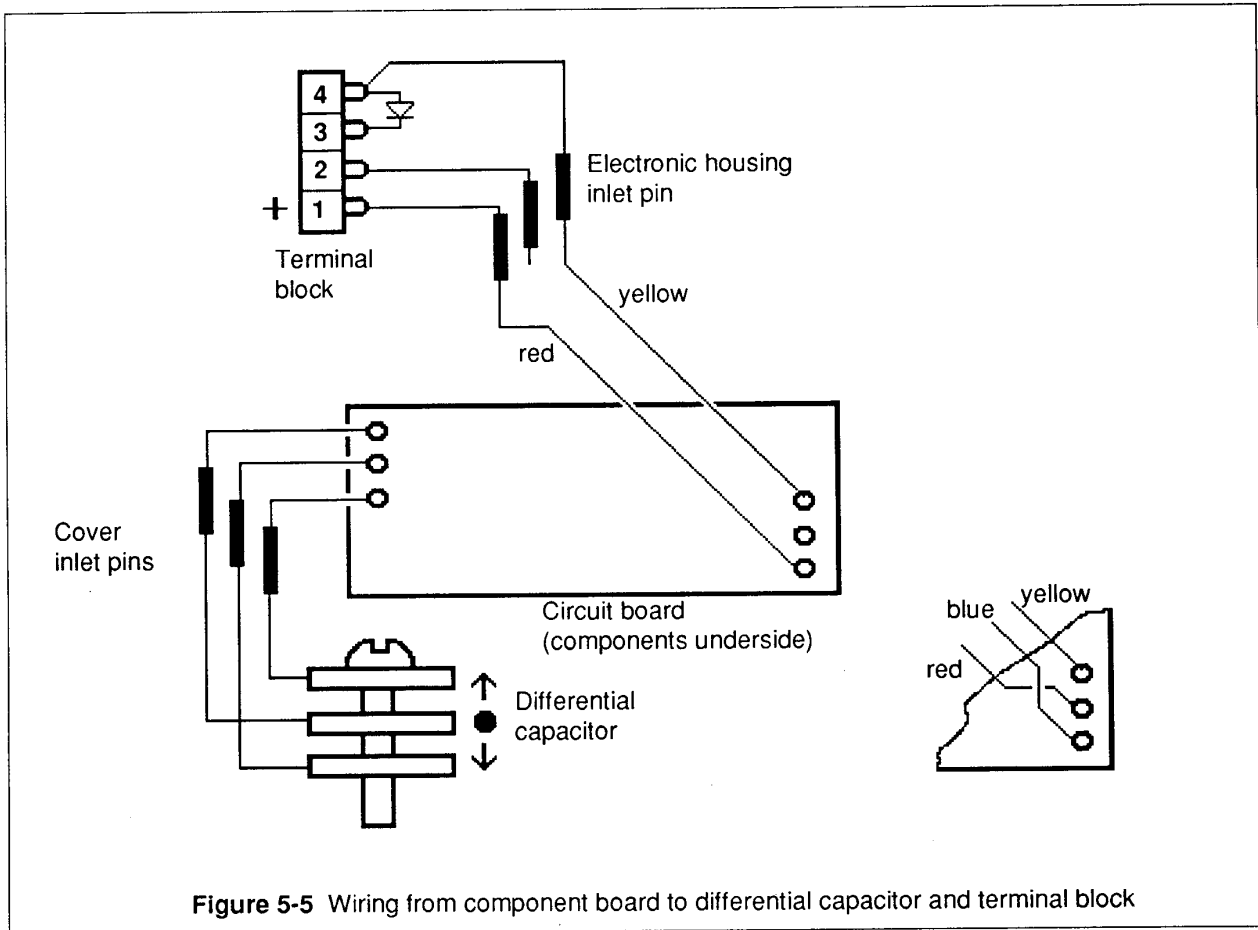 4
3
2
+ 1
Terminal
block
Electronic housing
inlet pin
yellow
red
Cover
inlet pins
Circuit board
(components underside)
Differential
capacitor
yellow
blue
red
Figure 5-5 Wiring from component board to differential capacitor and terminal block